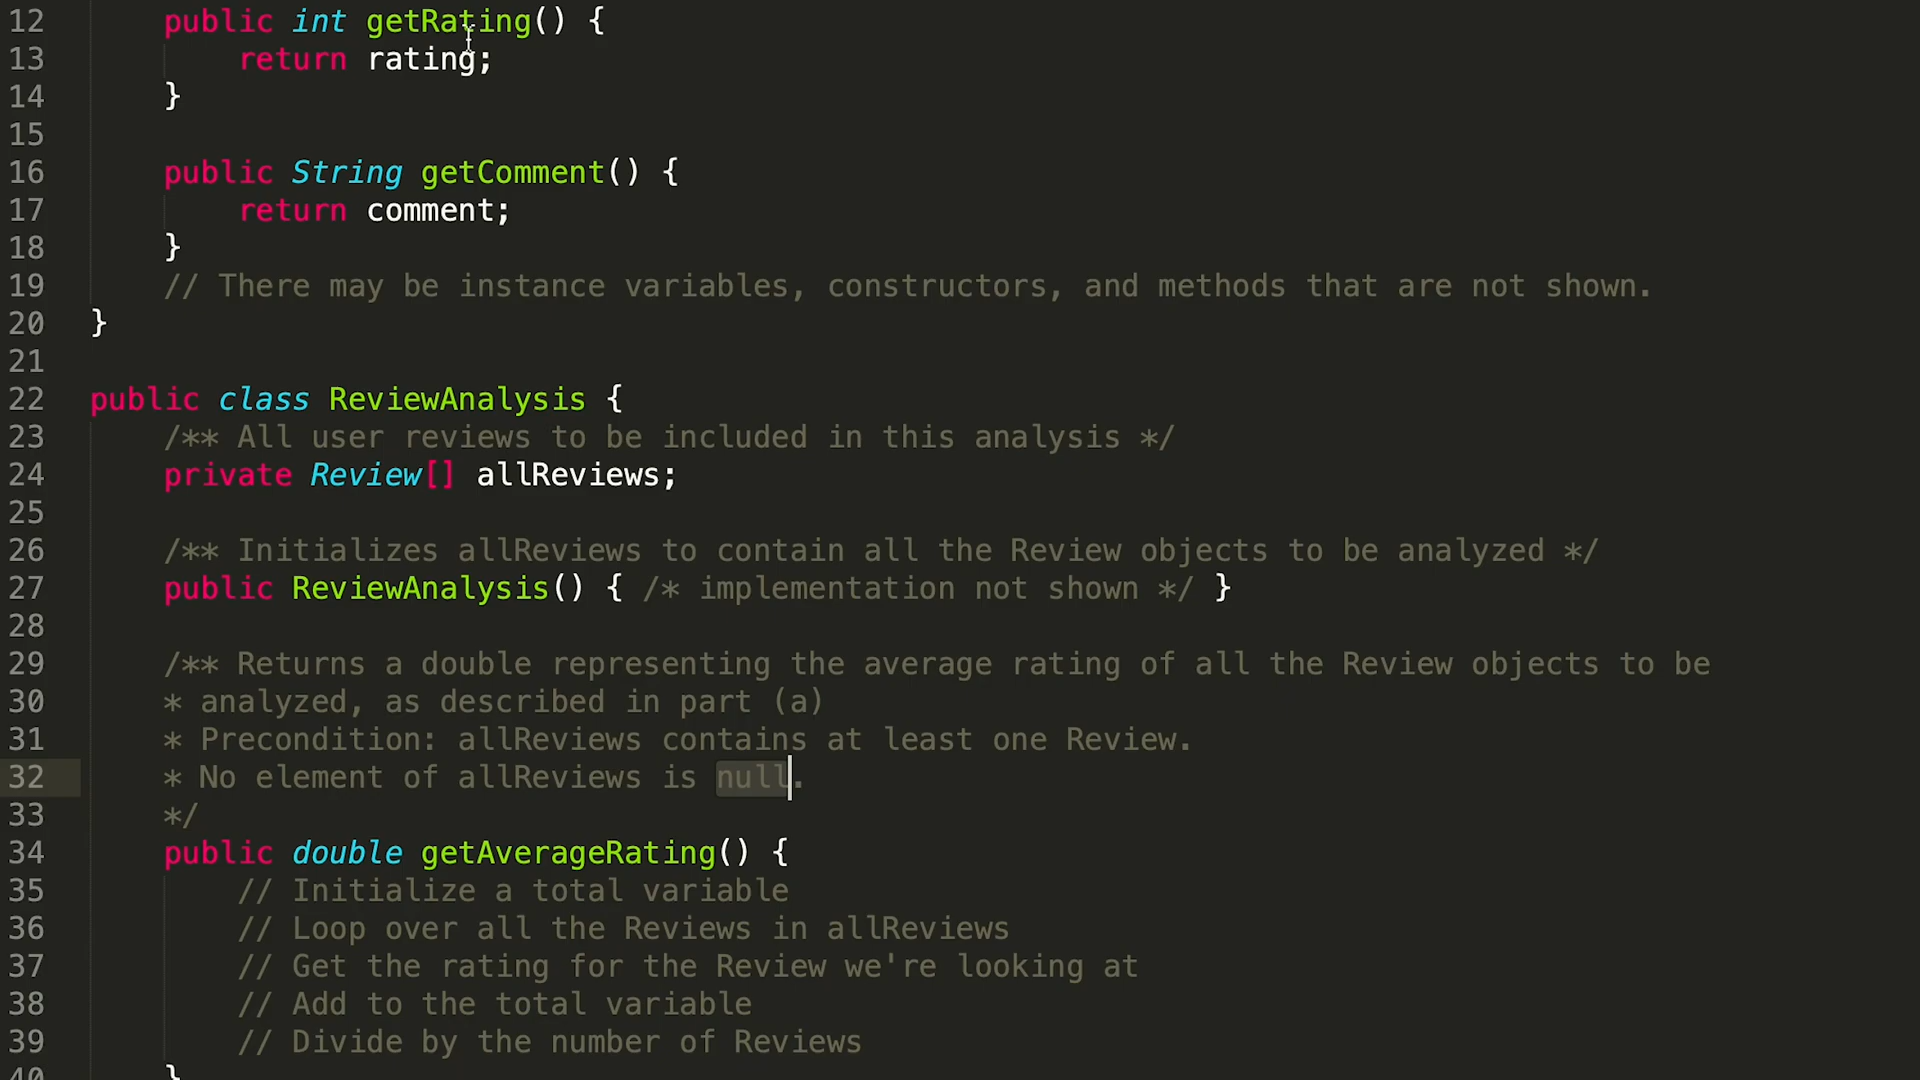 12 public int getRating() {
13 return rating;
14 }
15
16 public String getComment() {
17 return comment;
18 }
19 // There may be instance variables, constructors, and methods that are not shown.
20 }
21
22 public class ReviewAnalysis {
23 /** All user reviews to be included in this analysis */
24 private Review[] allReviews;
25
26 /** Initializes allReviews to contain all the Review objects to be analyzed */
27 public ReviewAnalysis() { /* implementation not shown */ }
28
29 /** Returns a double representing the average rating of all the Review objects to be
30 * analyzed, as described in part (a)
31 * Precondition: allReviews contains at least one Review.
32 * No element of allReviews is null.
33 */
34 public double getAverageRating() {
35 // Initialize a total variable
36 // Loop over all the Reviews in allReviews
37 // Get the rating for the Review we're looking at
38 // Add to the total variable
39 // Divide by the number of Reviews
40 }